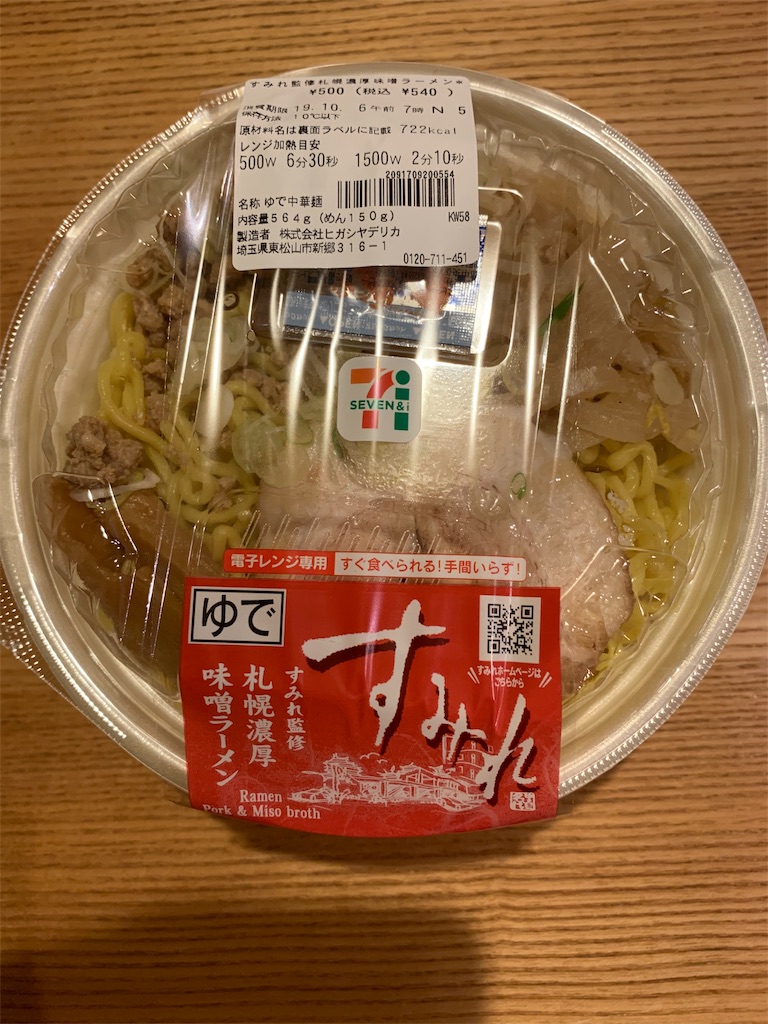 すみれ監修札幌濃厚味噌ラーメン*
¥500 (税込 ¥540 )
消費期限 19.10. 6午前 7時 N 5
保存方法 10℃以下
原材料名は裏面ラベルに記載 722kcal
レンジ加熱目安
500W 6分30秒 1500W 2分10秒
2091709200554
名称 ゆで中華麺
内容量564g (めん150g) KW58
製造者 株式会社ヒガシヤデリカ
埼玉県東松山市新郷316-1
0120-711-451
SEVEN&i
電子レンジ専用 すぐ食べられる!手間いらず!
ゆで
すみれ
すみれホームページは
こちらから
すみれ監修
札幌濃厚
味噌ラーメン
Ramen
Pork & Miso broth